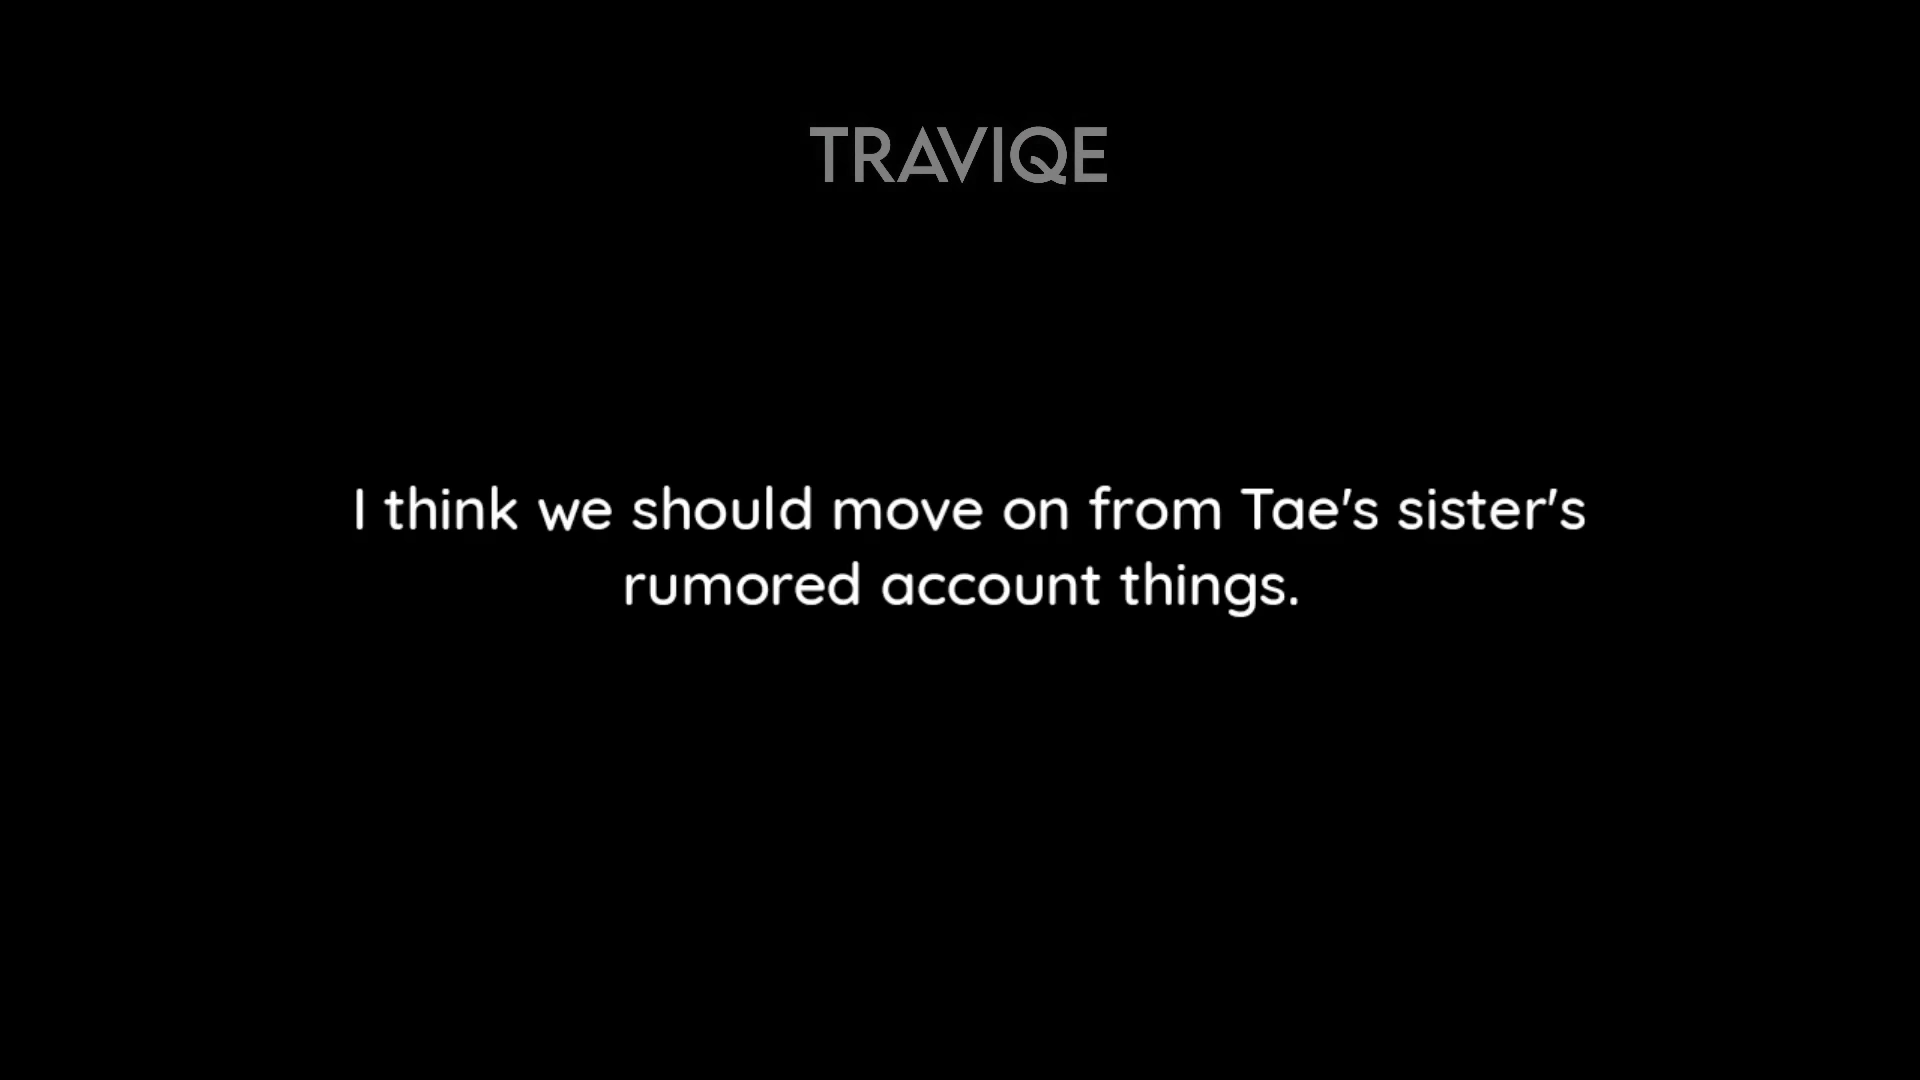 TRAVIQE
I think we should move on from Tae's sister's
rumored account things.